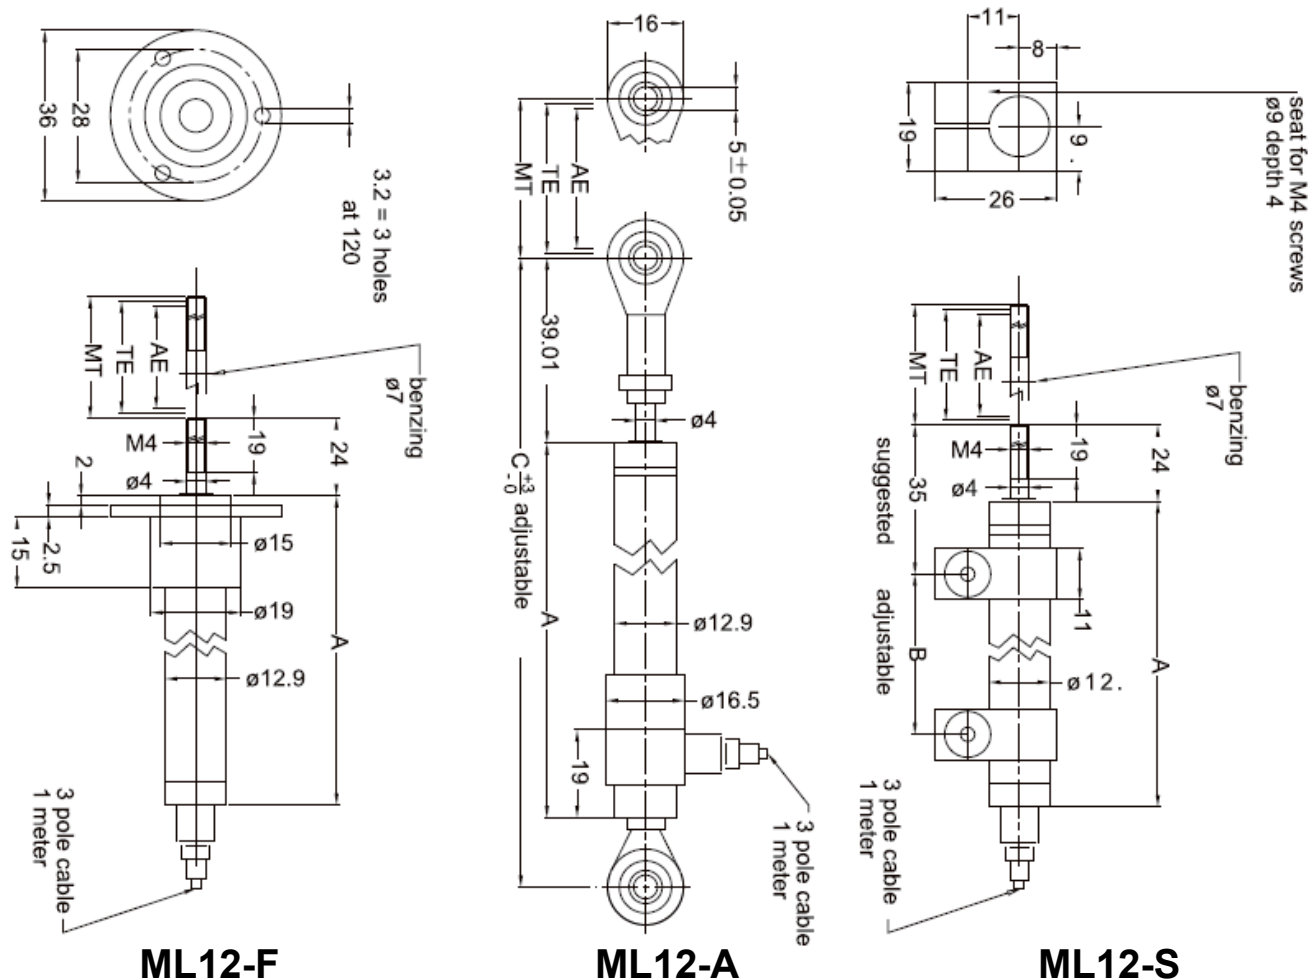 36
28
3.2 = 3 holes
at 120
MT
TE
AE
benzing
ø7
M4
19
24
ø4
2
2.5
15
ø15
ø19
A
ø12.9
3 pole cable
1 meter
ML12-F
16
5±0.05
MT
TE
AE
39.01
ø4
C +3 -0 adjustable
A
ø12.9
ø16.5
19
3 pole cable
1 meter
ML12-A
11
8
19
9 .
26
seat for M4 screws
ø9 depth 4
MT
TE
AE
benzing
ø7
M4
19
24
ø4
35
suggested
adjustable
B
11
A
ø12.
3 pole cable
1 meter
ML12-S